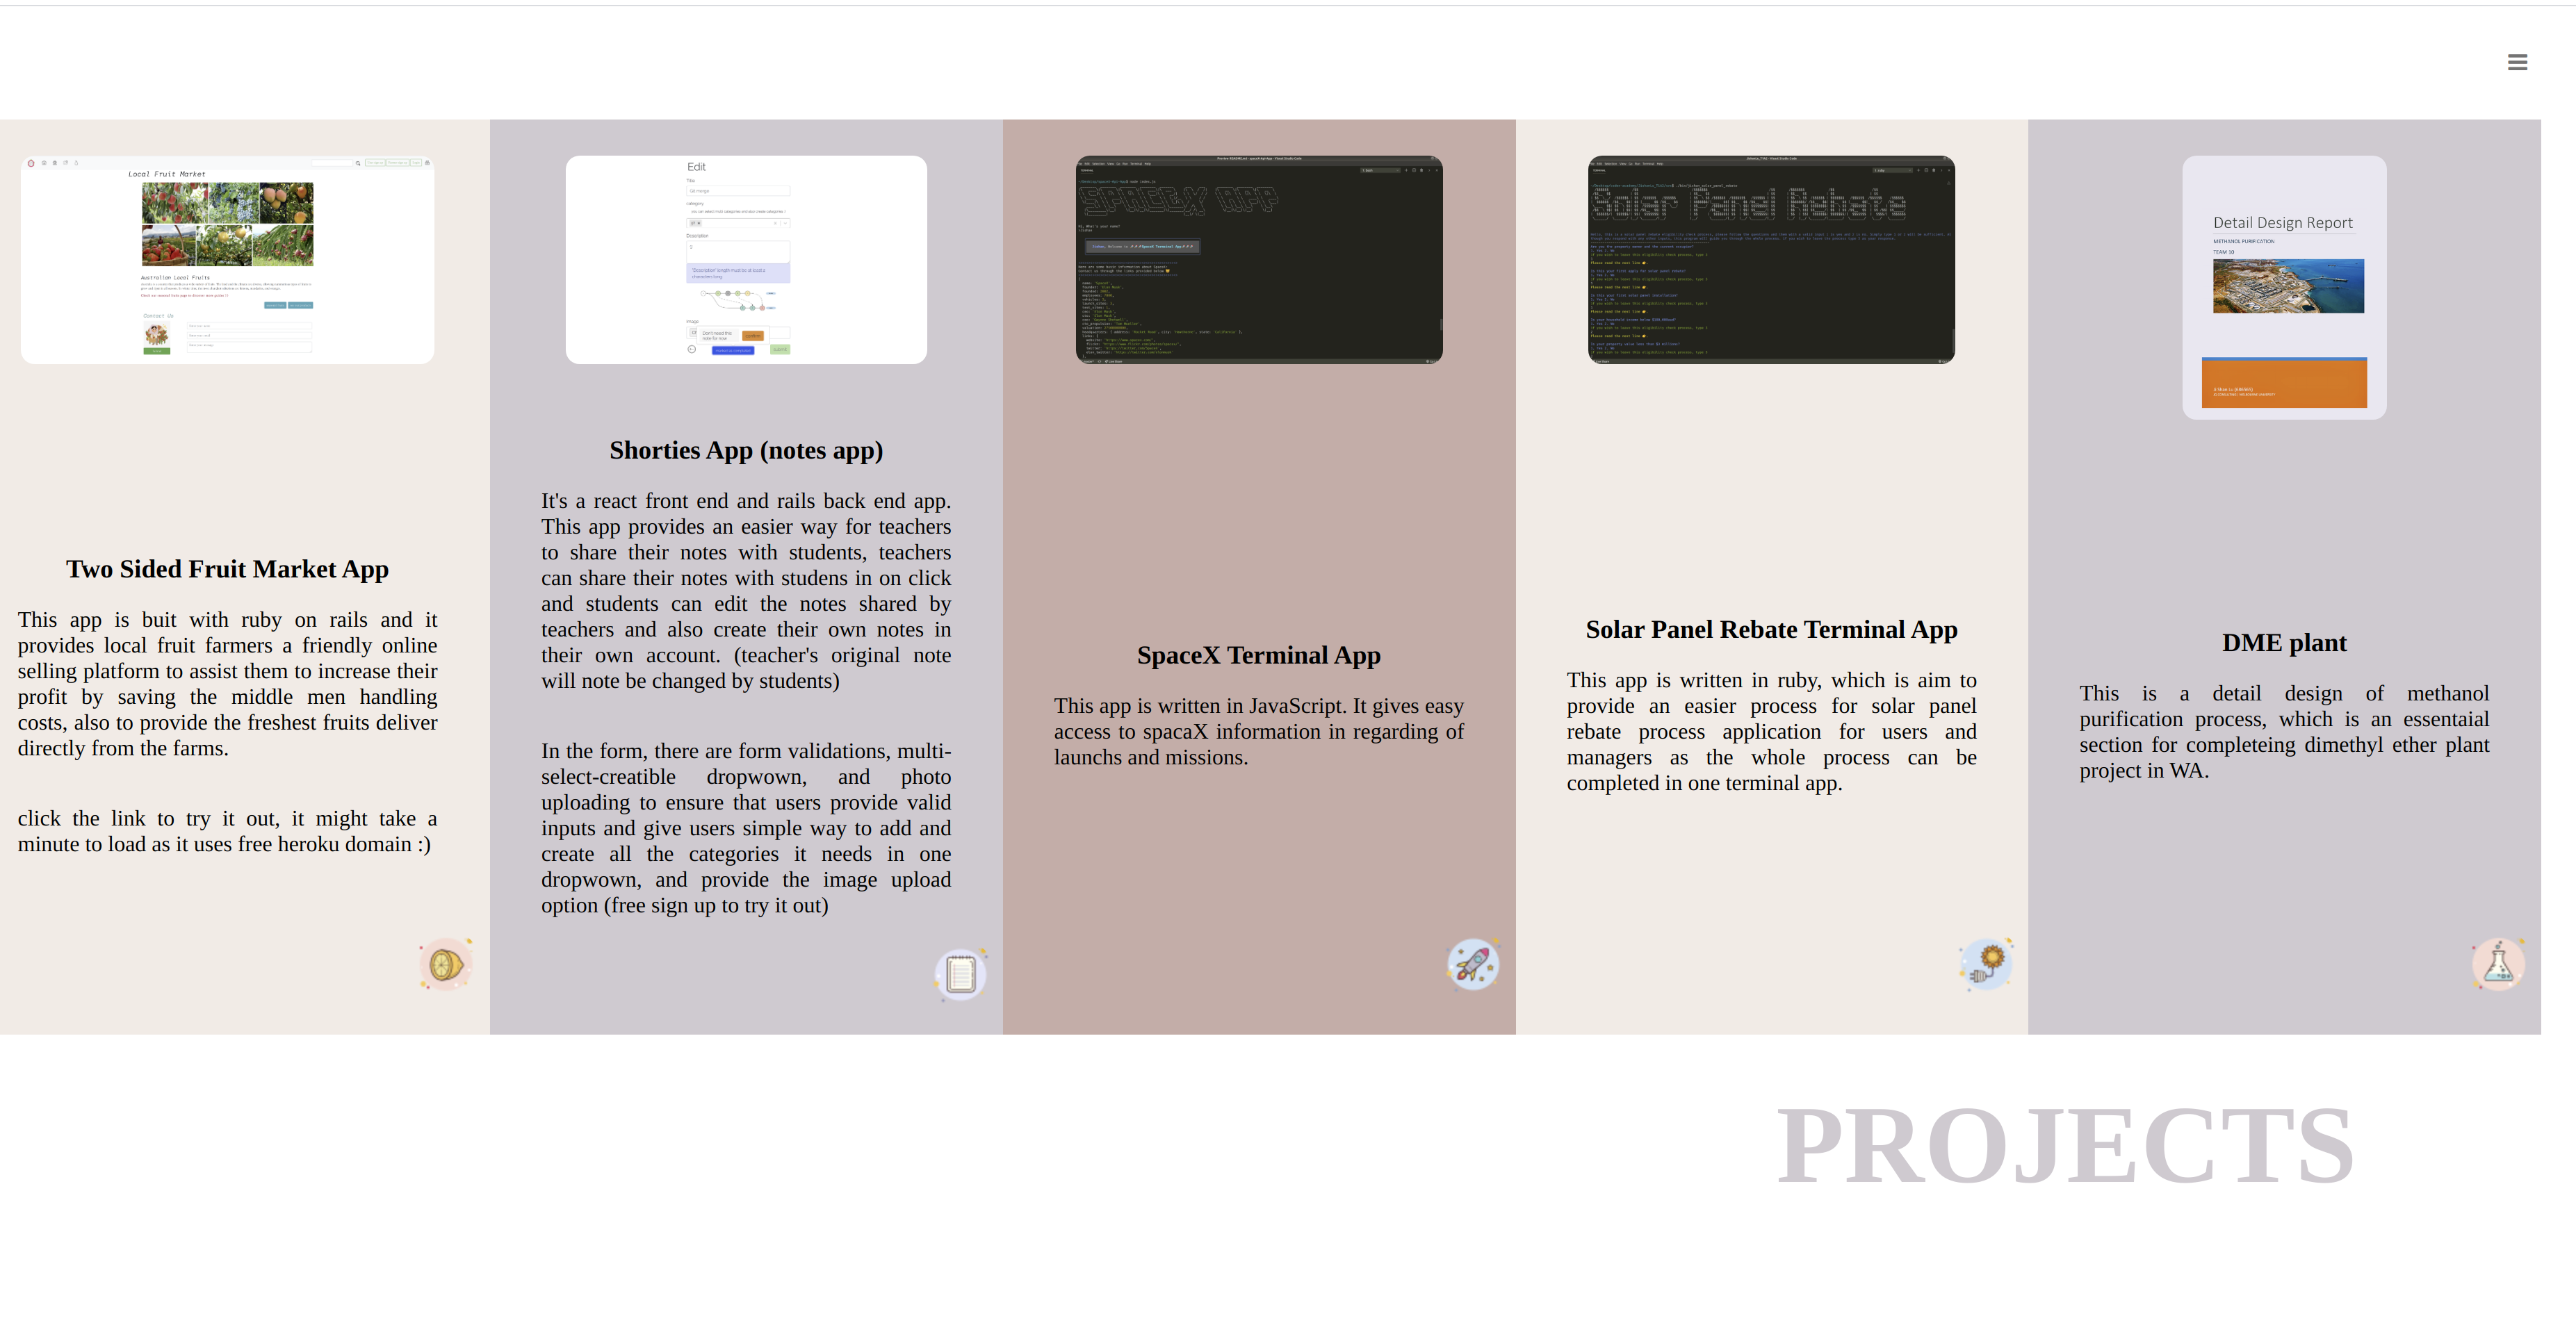 Local Fruit Market
Australian Local Fruits
Contact Us
Two Sided Fruit Market App
This app is buit with ruby on rails and it
provides local fruit farmers a friendly online
selling platform to assist them to increase their
profit by saving the middle men handling
costs, also to provide the freshest fruits deliver
directly from the farms.
click the link to try it out, it might take a
minute to load as it uses free heroku domain :)
Edit
Title
Category
Description
Image
Shorties App (notes app)
It's a react front end and rails back end app.
This app provides an easier way for teachers
to share their notes with students, teachers
can share their notes with studens in on click
and students can edit the notes shared by
teachers and also create their own notes in
their own account. (teacher's original note
will note be changed by students)
In the form, there are form validations, multi-
select-creatible dropwown, and photo
uploading to ensure that users provide valid
inputs and give users simple way to add and
create all the categories it needs in one
dropwown, and provide the image upload
option (free sign up to try it out)
SPACEX APP
SpaceX Terminal App
This app is written in JavaScript. It gives easy
access to spacaX information in regarding of
launchs and missions.
Solar Panel Rebate Terminal App
This app is written in ruby, which is aim to
provide an easier process for solar panel
rebate process application for users and
managers as the whole process can be
completed in one terminal app.
Detail Design Report
METHANOL PURIFICATION
TEAM 10
DME plant
This is a detail design of methanol
purification process, which is an essentaial
section for completeing dimethyl ether plant
project in WA.
PROJECTS